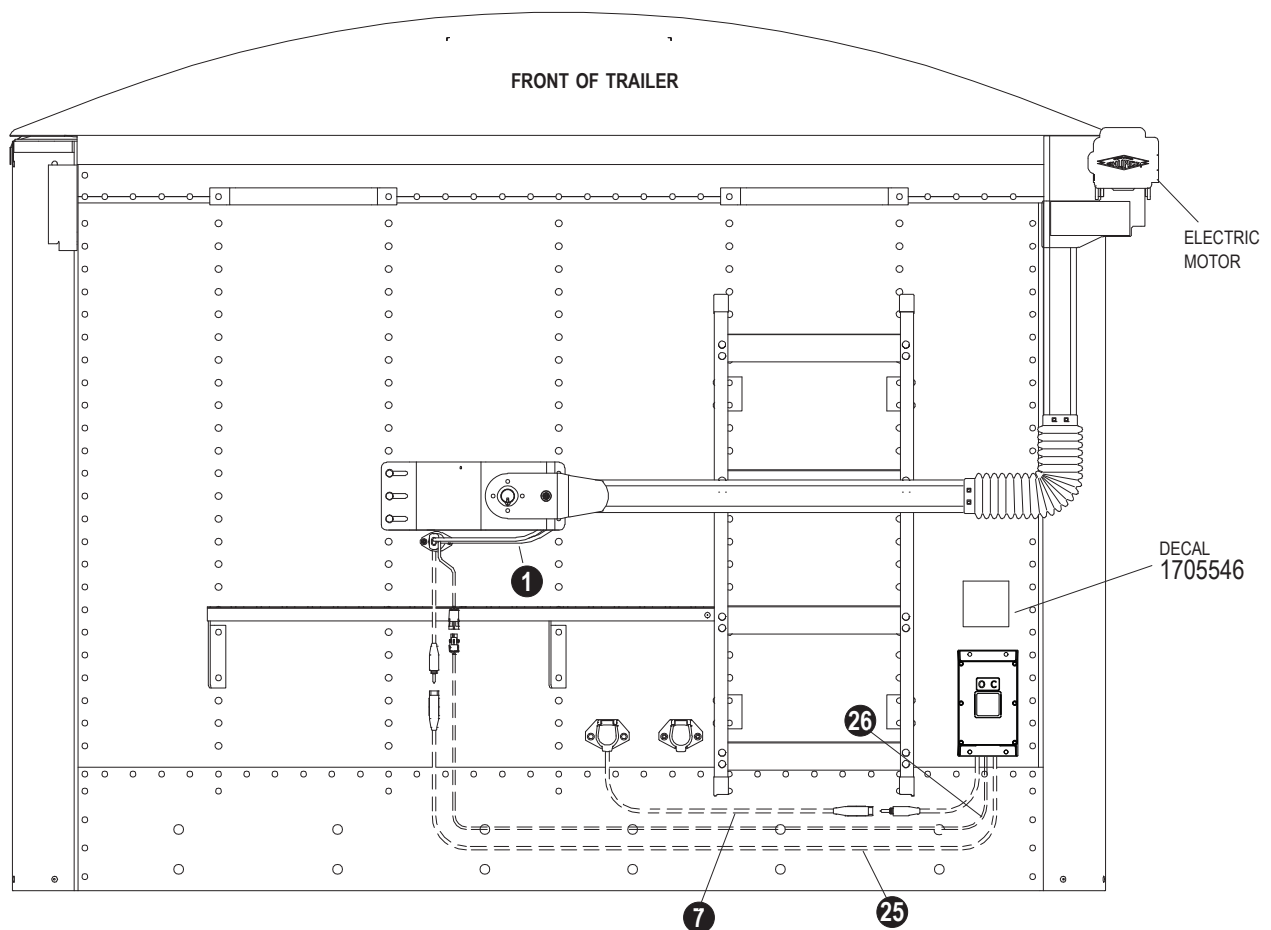 FRONT OF TRAILER
ELECTRIC
MOTOR
1
DECAL
1705546
O C
26
7
25